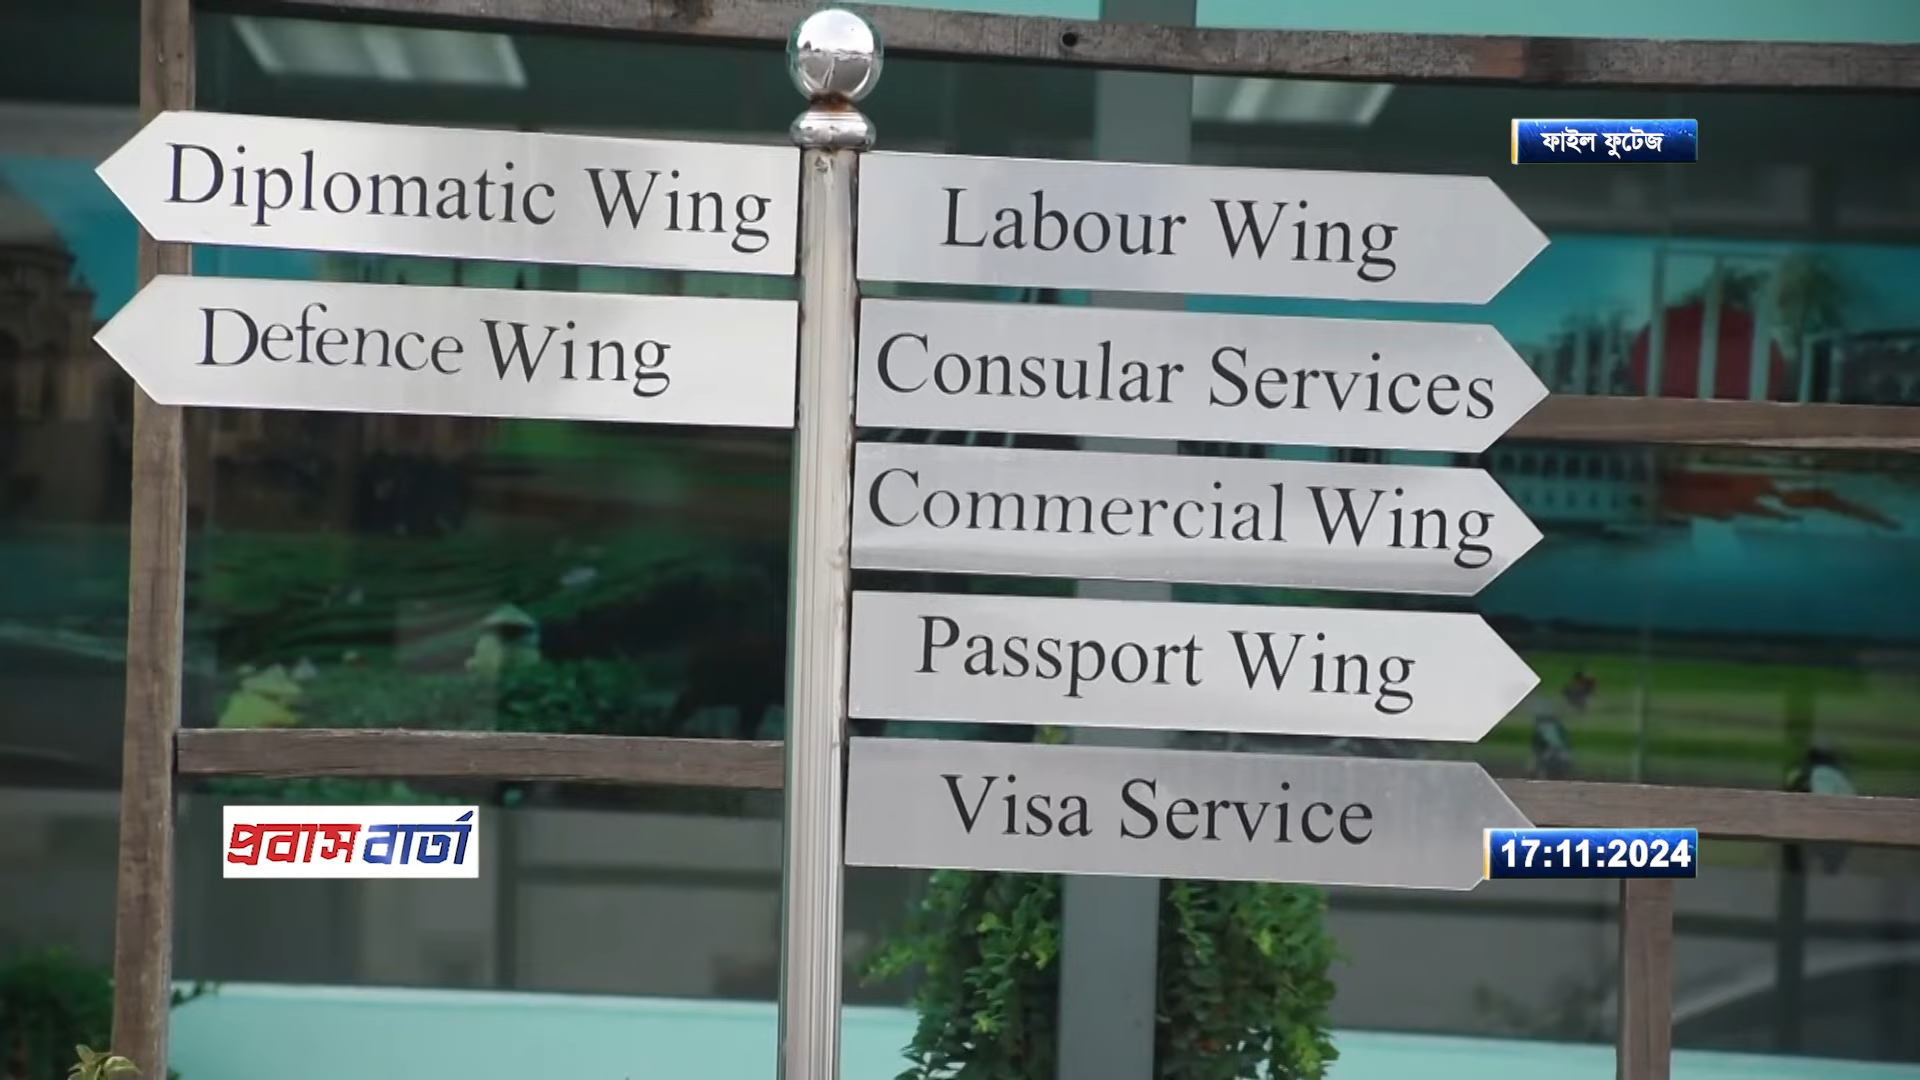 Diplomatic Wing
Defence Wing
Labour Wing
Consular Services
Commercial Wing
Passport Wing
Visa Service
ফাইল ফুটেজ
প্রবাস বার্তা
17:11:2024